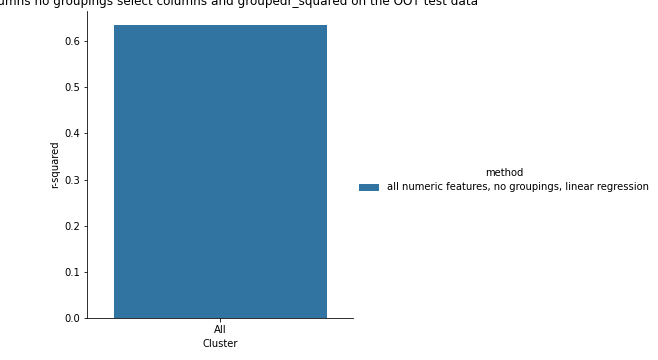 no groupings select columns and groupedr_squared on the OOT test data
0.6
0.5
0.4
0.3
0.2
0.1
0.0
r-squared
All
Cluster
method
all numeric features, no groupings, linear regression